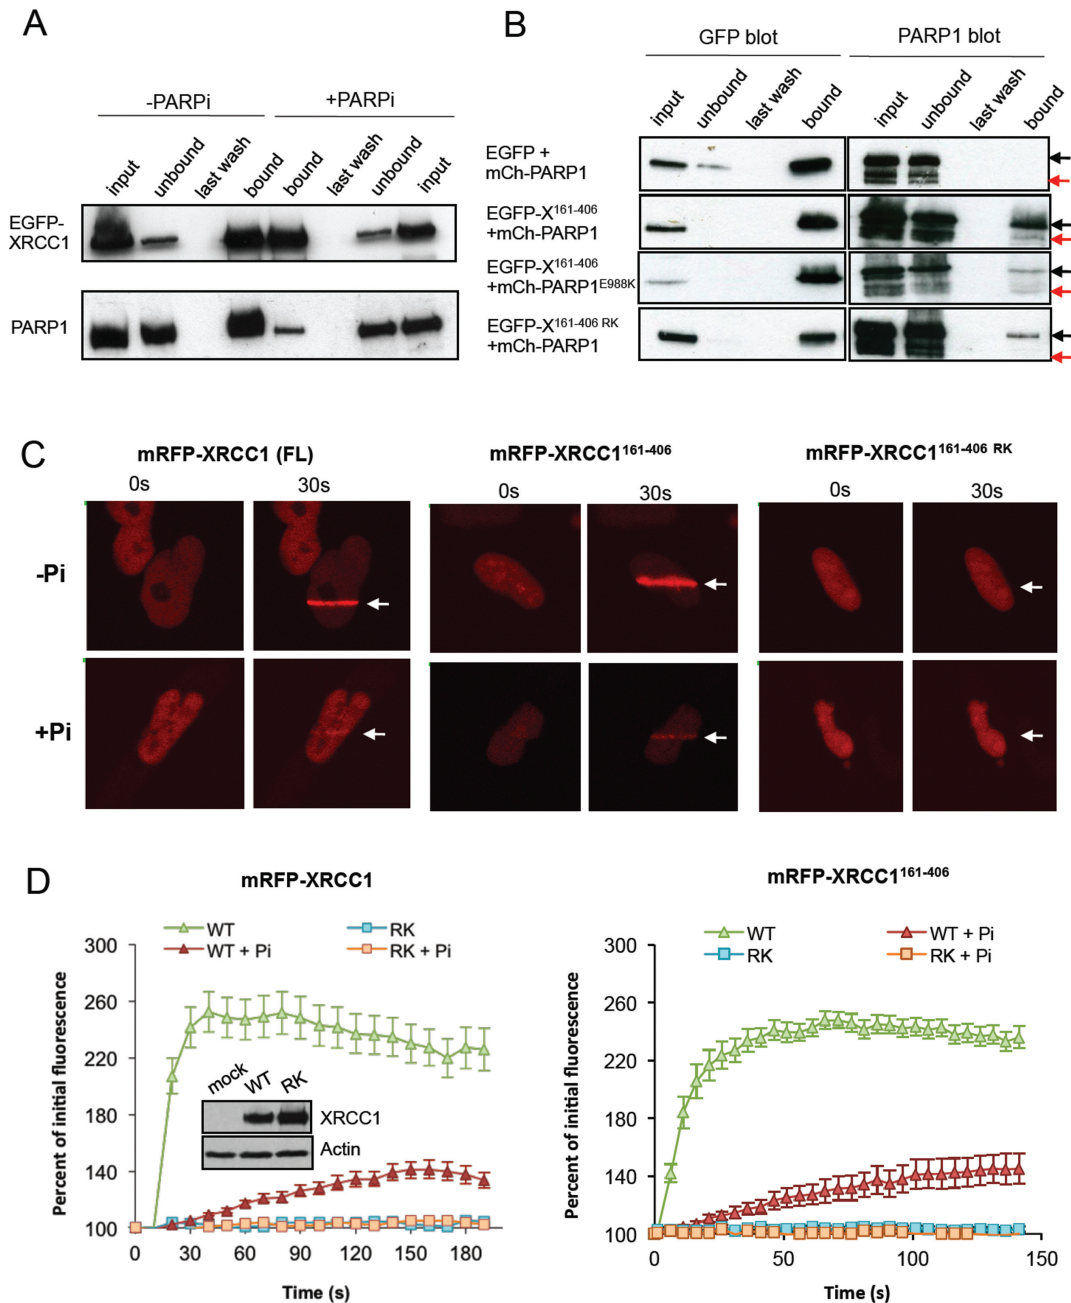 A
-PARPi
+PARPi
input unbound last wash bound bound last wash unbound input
EGFP-
XRCC1
PARP1
B
GFP blot
PARP1 blot
input unbound last wash bound input unbound last wash bound
EGFP +
mCh-PARP1
EGFP-X161-406
+mCh-PARP1
EGFP-X161-406
+mCh-PARP1E988K
EGFP-X161-406 RK
+mCh-PARP1
C
mRFP-XRCC1 (FL)
mRFP-XRCC1161-406
mRFP-XRCC1161-406 RK
0s 30s 0s 30s 0s 30s
-Pi
+Pi
D
mRFP-XRCC1
WT
RK
WT + Pi
RK + Pi
Percent of initial fluorescence
300
260
220
180
140
100
mock WT RK
XRCC1
Actin
0 30 60 90 120 150 180
Time (s)
mRFP-XRCC1161-406
WT
WT + Pi
RK
RK + Pi
Percent of initial fluorescence
300
260
220
180
140
100
0 50 100 150
Time (s)